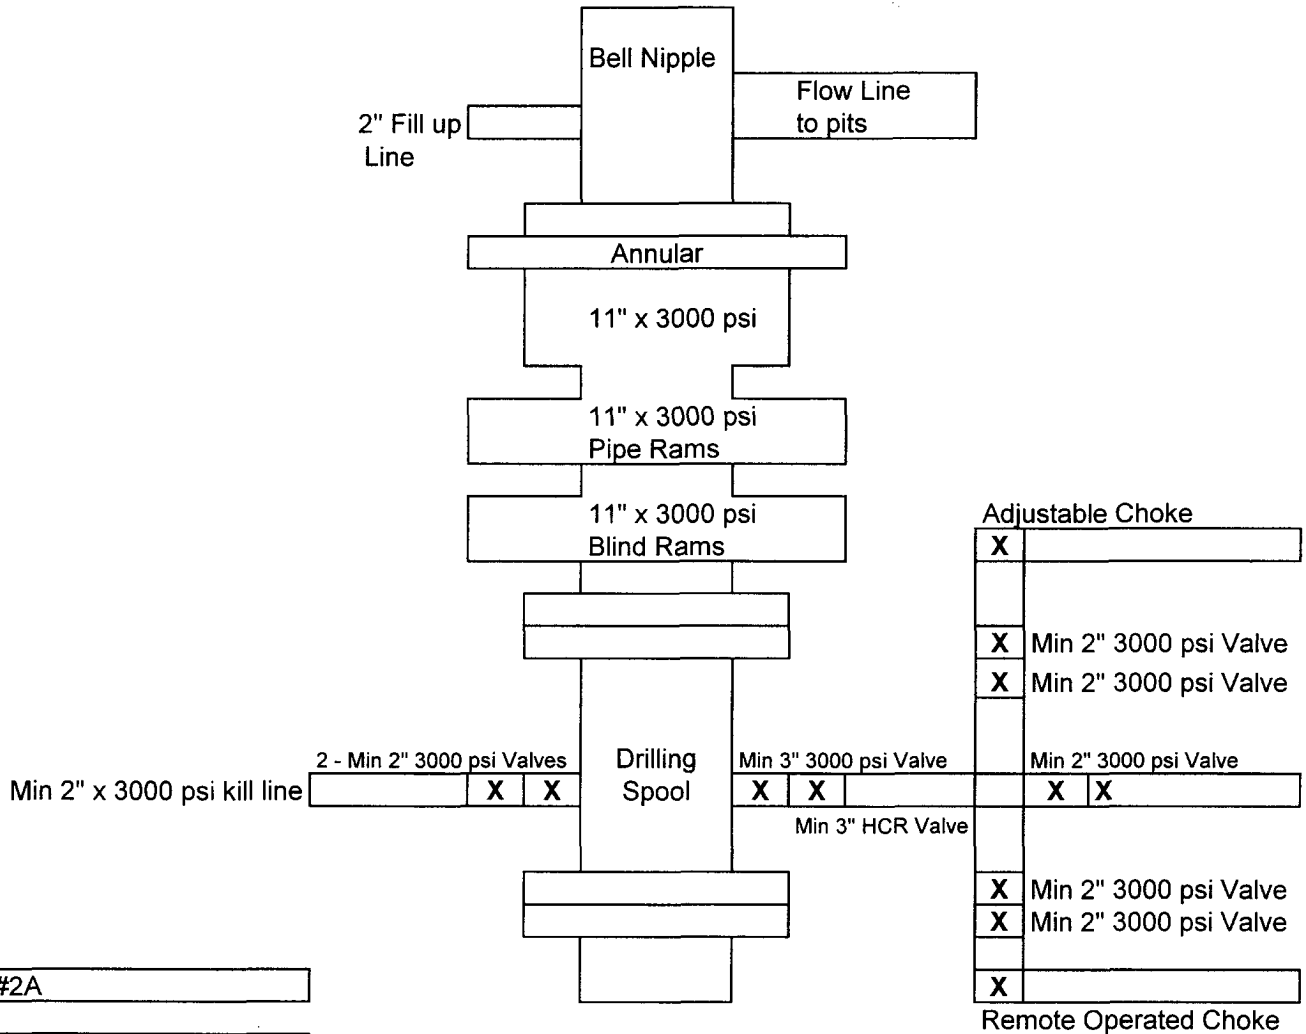 Bell Nipple
Flow Line
to pits
2" Fill up
Line
Annular
11" x 3000 psi
11" x 3000 psi
Pipe Rams
11" x 3000 psi
Blind Rams
Adjustable Choke
X
X Min 2" 3000 psi Valve
X Min 2" 3000 psi Valve
2 - Min 2" 3000 psi Valves
Drilling
Spool
Min 3" 3000 psi Valve
Min 2" 3000 psi Valve
Min 2" x 3000 psi kill line
X X
X X
X X
Min 3" HCR Valve
X Min 2" 3000 psi Valve
X Min 2" 3000 psi Valve
#2A
X
Remote Operated Choke